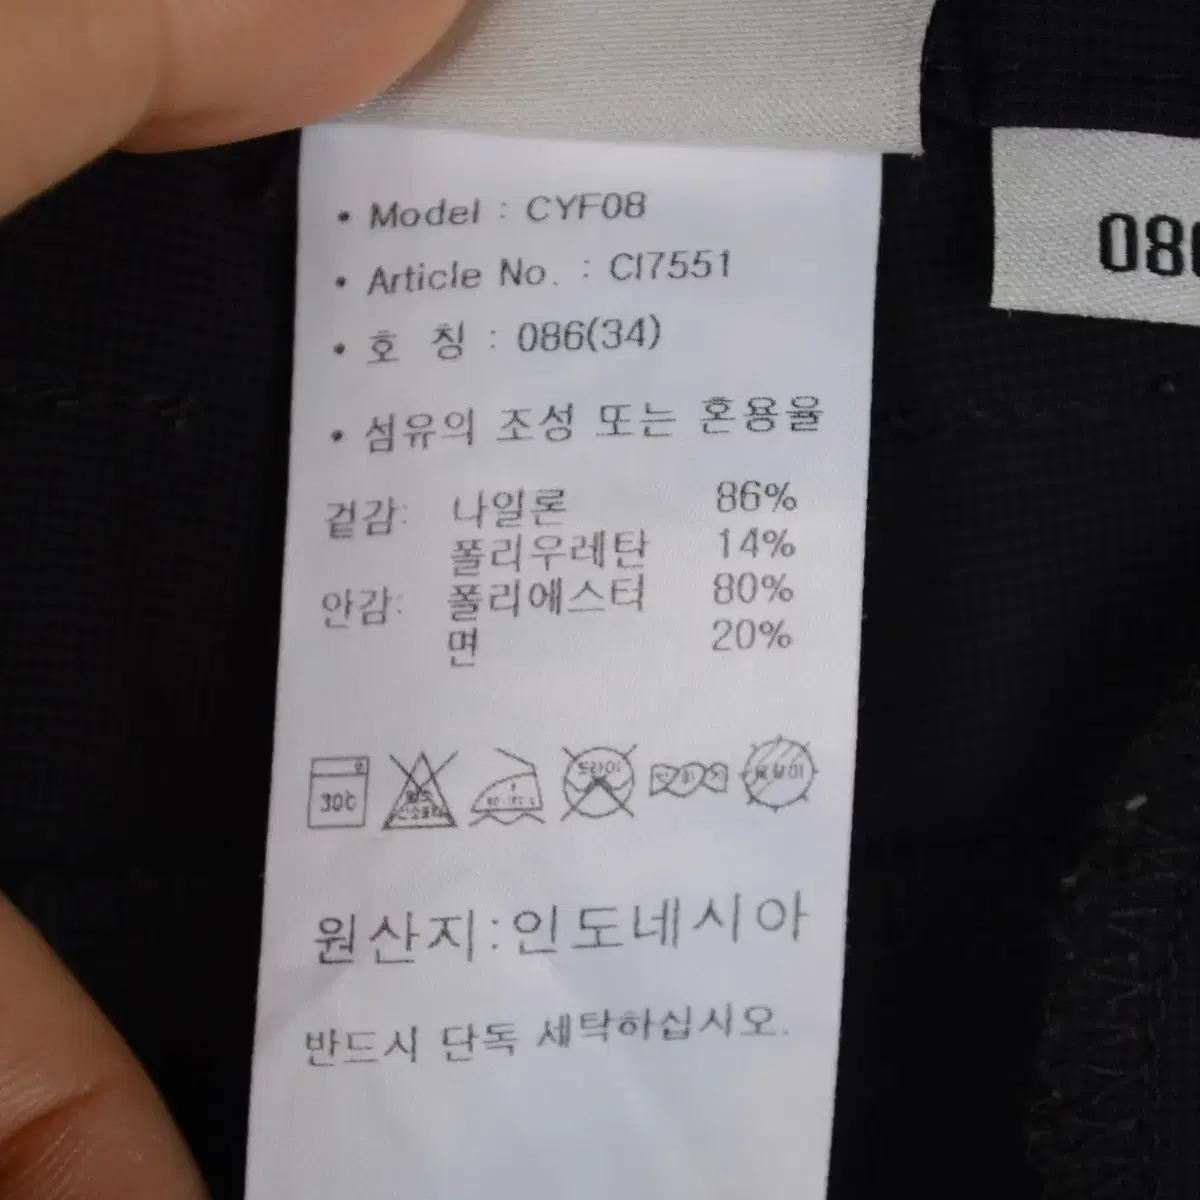 • Model : CYF08
• Article No. : CI7551
• 호 칭 : 086(34)
• 섬유의 조성 또는 혼용율
겉감: 나일론 86%
폴리우레탄 14%
안감: 폴리에스터 80%
면 20%
30℃
드라이
원산지:인도네시아
반드시 단독 세탁하십시오.